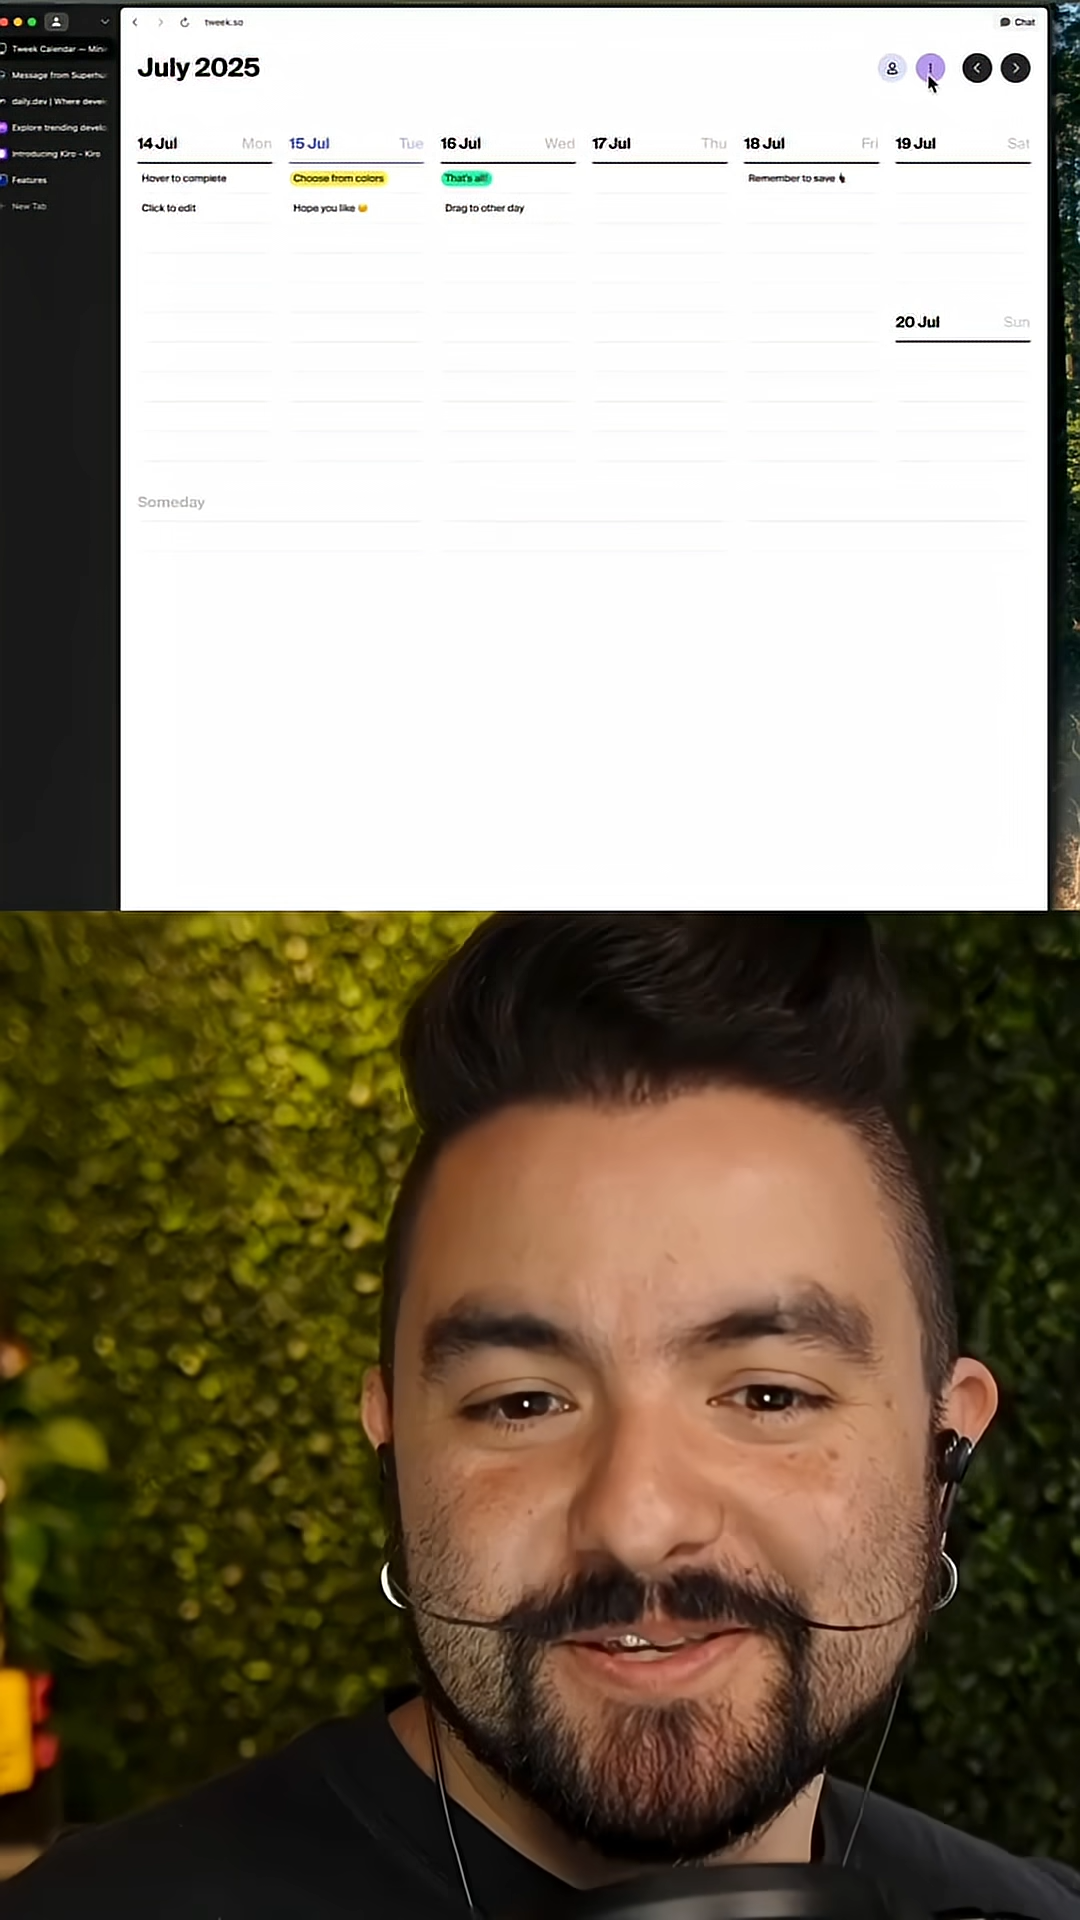 tweek.so
Chat
Tweek Calendar — Mini
Message from Superhu
daily.dev | Where devel
Explore trending develo
Introducing Kiro - Kiro
Features
New Tab
July 2025
14 Jul Mon
Hover to complete
Click to edit
15 Jul Tue
Choose from colors
Hope you like 😊
16 Jul Wed
That's all!
Drag to other day
17 Jul Thu
18 Jul Fri
Remember to save
19 Jul Sat
20 Jul Sun
Someday